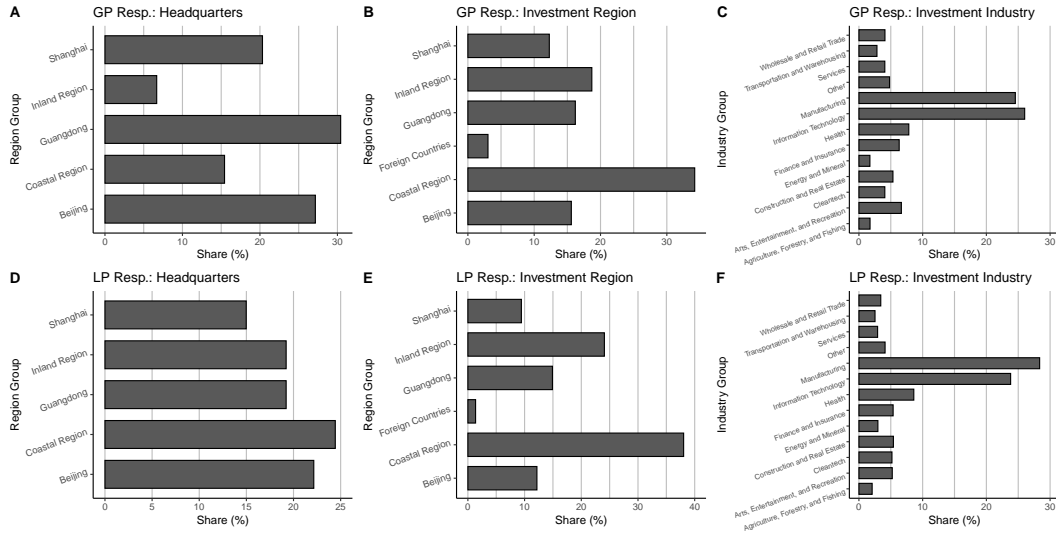 A
GP Resp.: Headquarters
Region Group
Shanghai
Inland Region
Guangdong
Coastal Region
Beijing
0 10 20 30
Share (%)
B
GP Resp.: Investment Region
Region Group
Shanghai
Inland Region
Guangdong
Foreign Countries
Coastal Region
Beijing
0 10 20 30
Share (%)
C
GP Resp.: Investment Industry
Industry Group
Wholesale and Retail Trade
Transportation and Warehousing
Services
Other
Manufacturing
Information Technology
Health
Finance and Insurance
Energy and Mineral
Construction and Real Estate
Cleantech
Arts, Entertainment, and Recreation
Agriculture, Forestry, and Fishing
0 10 20 30
Share (%)
D
LP Resp.: Headquarters
Region Group
Shanghai
Inland Region
Guangdong
Coastal Region
Beijing
0 5 10 15 20 25
Share (%)
E
LP Resp.: Investment Region
Region Group
Shanghai
Inland Region
Guangdong
Foreign Countries
Coastal Region
Beijing
0 10 20 30 40
Share (%)
F
LP Resp.: Investment Industry
Industry Group
Wholesale and Retail Trade
Transportation and Warehousing
Services
Other
Manufacturing
Information Technology
Health
Finance and Insurance
Energy and Mineral
Construction and Real Estate
Cleantech
Arts, Entertainment, and Recreation
Agriculture, Forestry, and Fishing
0 10 20 30
Share (%)